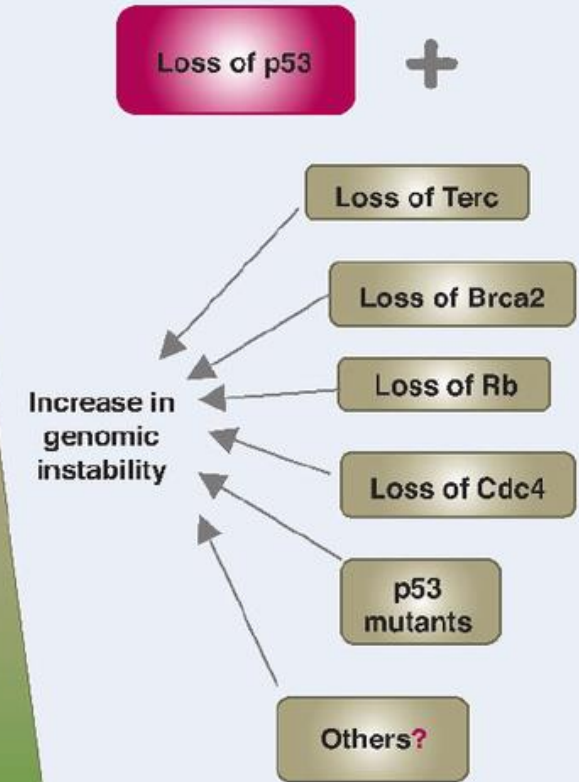 Loss of p53 +
Loss of Terc
Loss of Brca2
Loss of Rb
Increase in
genomic
instability
Loss of Cdc4
p53
mutants
Others?